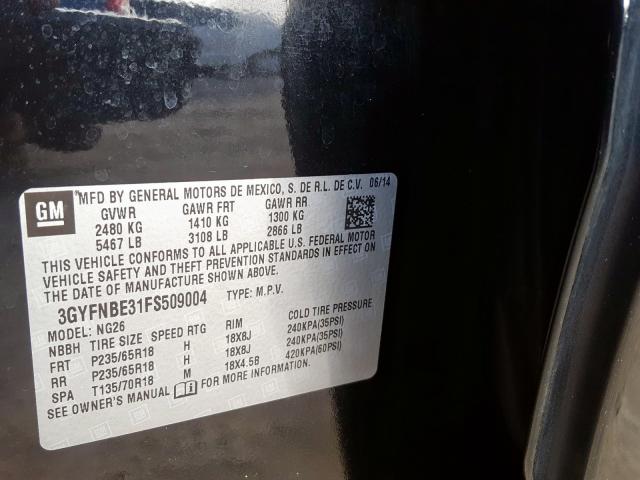 GM
MFD BY GENERAL MOTORS DE MEXICO, S. DE R.L. DE C.V. 06/14
GVWR GAWR FRT GAWR RR
2480 KG 1410 KG 1300 KG
5467 LB 3108 LB 2866 LB
THIS VEHICLE CONFORMS TO ALL APPLICABLE U.S. FEDERAL MOTOR
VEHICLE SAFETY AND THEFT PREVENTION STANDARDS IN EFFECT ON
THE DATE OF MANUFACTURE SHOWN ABOVE.
3GYFNBE31FS509004 TYPE: M.P.V.
MODEL: NG26
NBBH TIRE SIZE SPEED RTG RIM COLD TIRE PRESSURE
FRT P235/65R18 H 18X8J 240KPA(35PSI)
RR P235/65R18 H 18X8J 240KPA(35PSI)
SPA T135/70R18 M 18X4.5B 420KPA(60PSI)
SEE OWNER'S MANUAL FOR MORE INFORMATION.